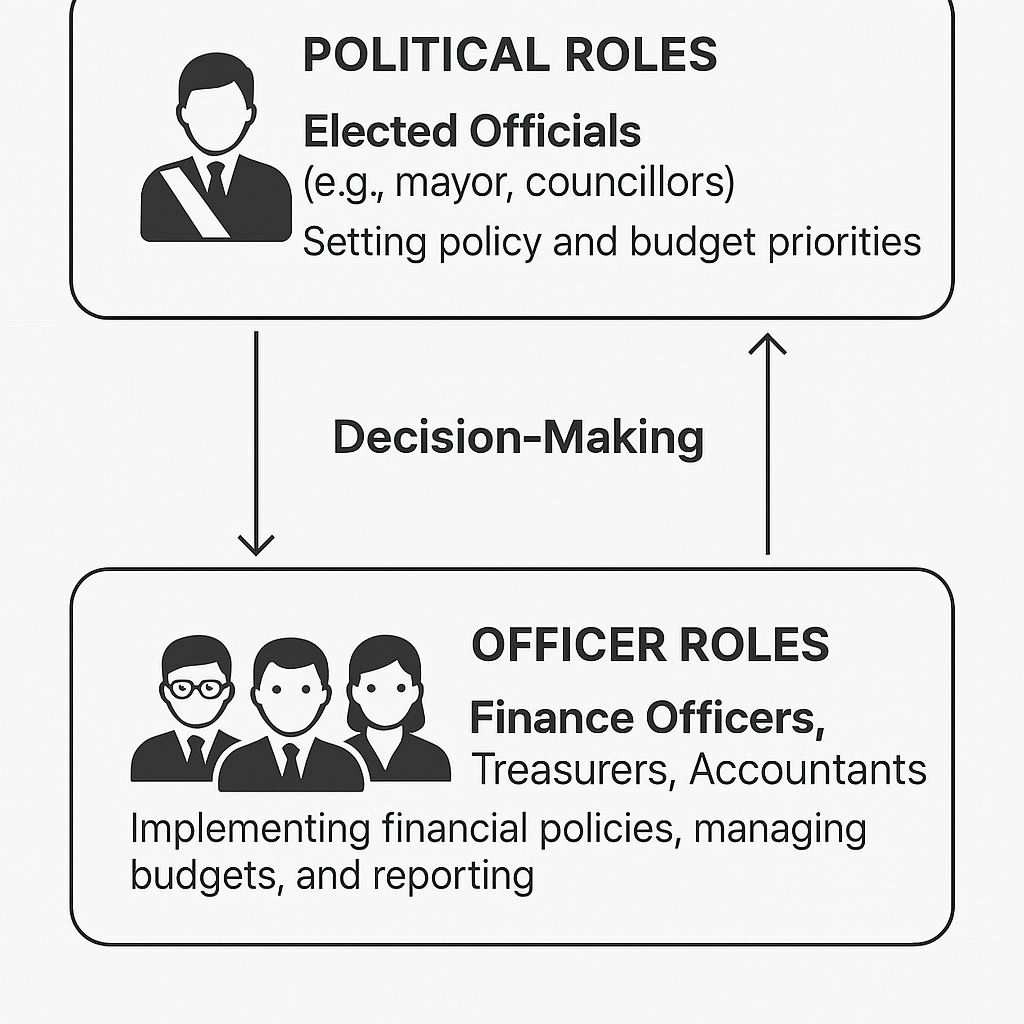 POLITICAL ROLES
Elected Officials
(e.g., mayor, councillors)
Setting policy and budget priorities
Decision-Making
OFFICER ROLES
Finance Officers,
Treasurers, Accountants
Implementing financial policies, managing
budgets, and reporting